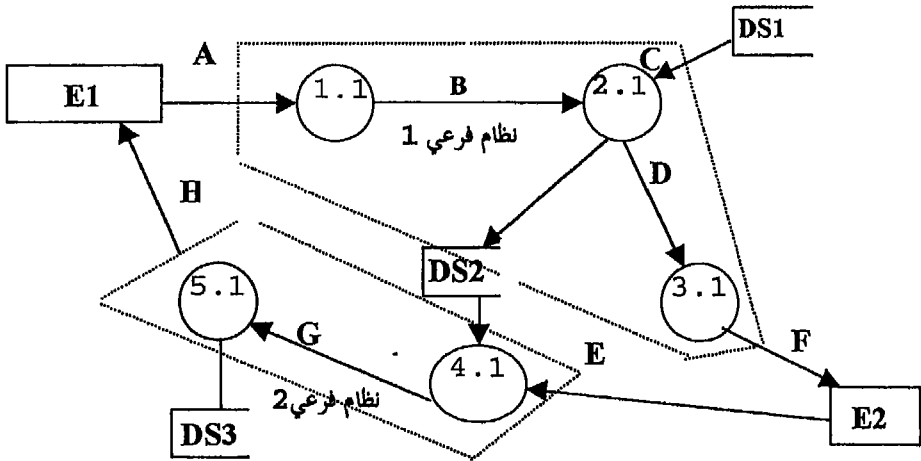 DS1
A
C
E1
1.1
B
2.1
نظام فرعي 1
D
H
DS2
5.1
3.1
G
E
F
4.1
نظام فرعي2
E2
DS3